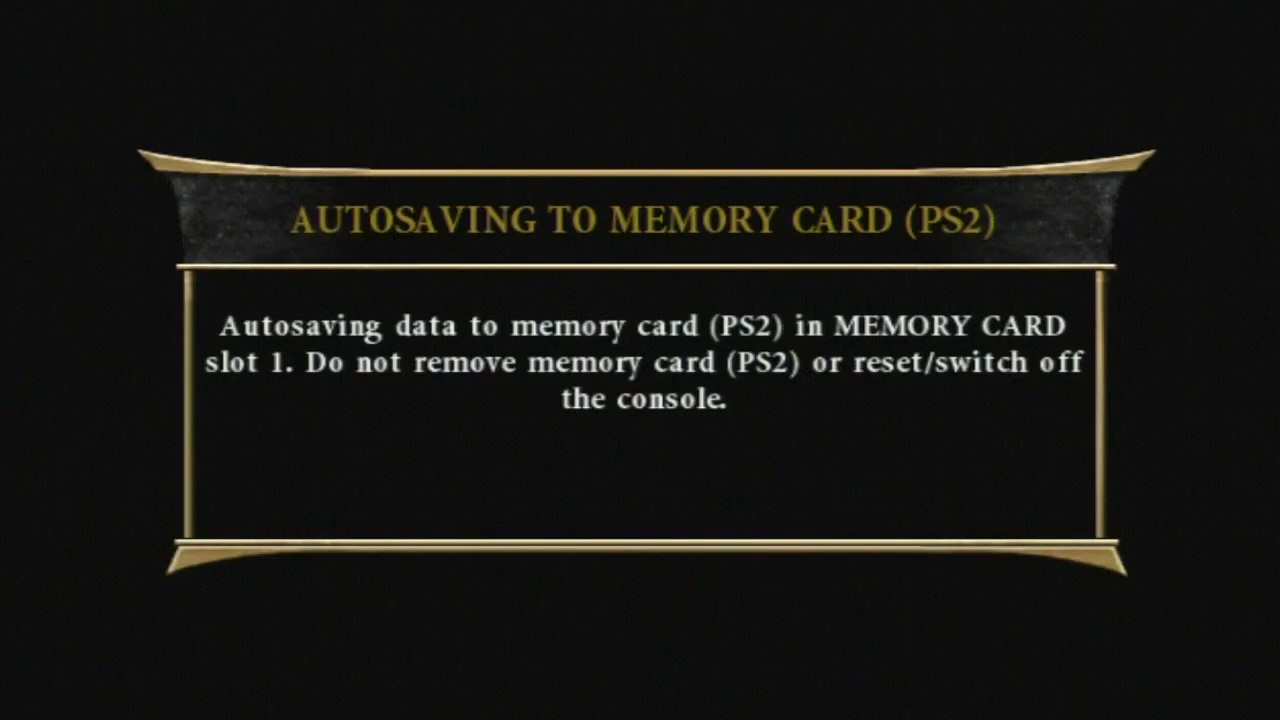 AUTOSAVING TO MEMORY CARD (PS2)
Autosaving data to memory card (PS2) in MEMORY CARD
slot 1. Do not remove memory card (PS2) or reset/switch off
the console.